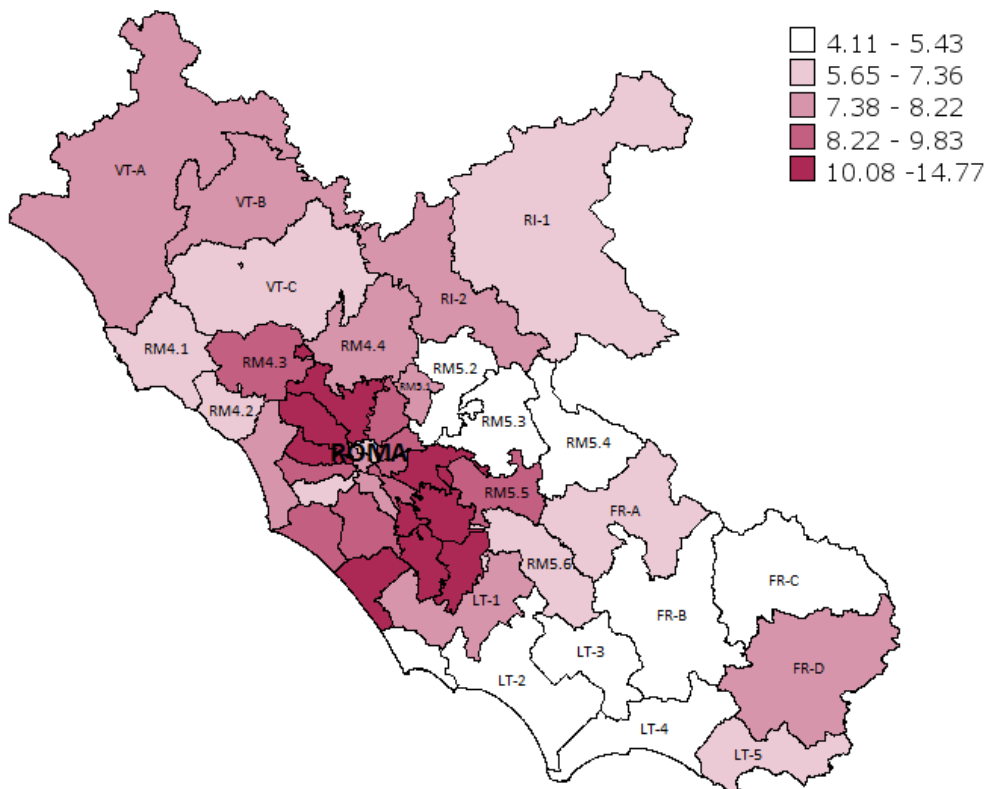 4.11 - 5.43
5.65 - 7.36
7.38 - 8.22
8.22 - 9.83
10.08 -14.77
VT-A
VT-B
RI-1
VT-C
RI-2
RM4.1
RM4.3
RM4.4
RM5.2
RM5.1
RM4.2
RM5.3
RM5.4
ROMA
RM5.5
FR-A
RM5.6
FR-C
LT-1
FR-B
LT-3
FR-D
LT-2
LT-4
LT-5